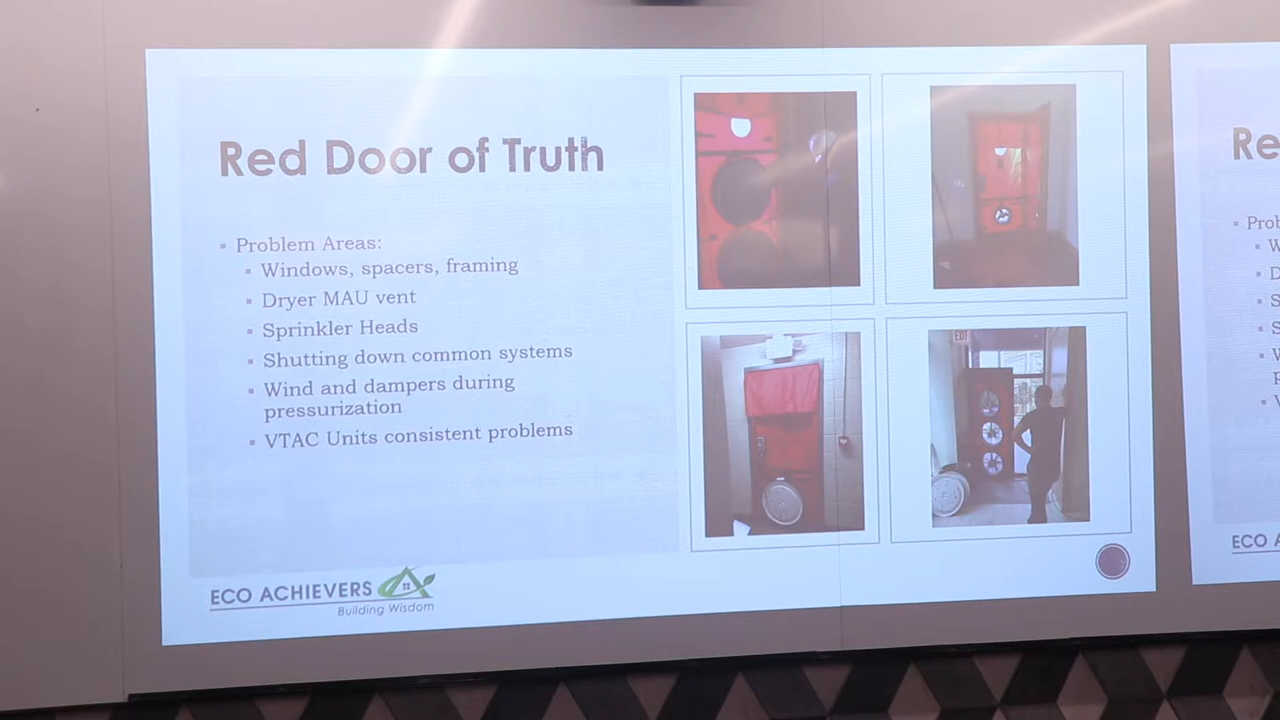 Red Door of Truth
Problem Areas:
Windows, spacers, framing
Dryer MAU vent
Sprinkler Heads
Shutting down common systems
Wind and dampers during
pressurization
VTAC Units consistent problems
ECO ACHIEVERS
Building Wisdom
EXIT
Re
Prob
W
D
S
S
W
V
ECO A